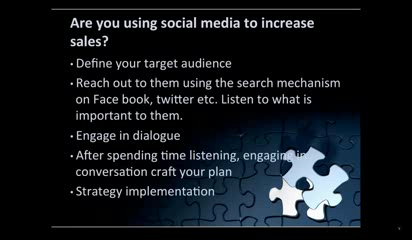 Are you using social media to increase
sales?
• Define your target audience
• Reach out to them using the search mechanism
on Face book, twitter etc. Listen to what is
important to them.
• Engage in dialogue
• After spending time listening, engaging in
conversation craft your plan
• Strategy implementation